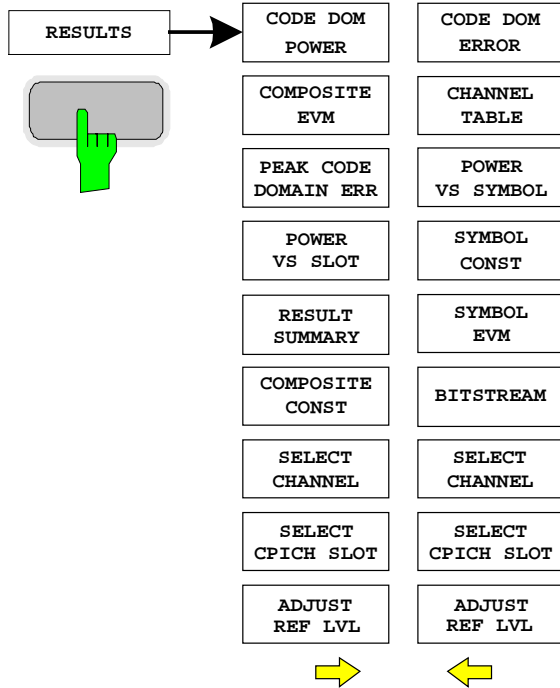 RESULTS
CODE DOM
POWER
COMPOSITE
EVM
PEAK CODE
DOMAIN ERR
POWER
VS SLOT
RESULT
SUMMARY
COMPOSITE
CONST
SELECT
CHANNEL
SELECT
CPICH SLOT
ADJUST
REF LVL
CODE DOM
ERROR
CHANNEL
TABLE
POWER
VS SYMBOL
SYMBOL
CONST
SYMBOL
EVM
BITSTREAM
SELECT
CHANNEL
SELECT
CPICH SLOT
ADJUST
REF LVL